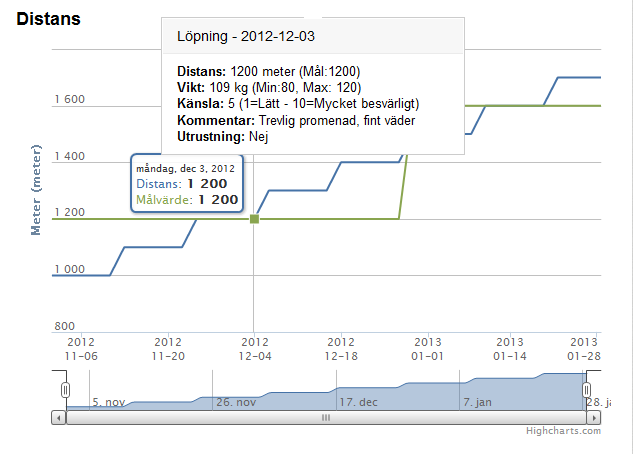 Distans
Löpning - 2012-12-03
Distans: 1200 meter (Mål:1200)
Vikt: 109 kg (Min:80, Max: 120)
Känsla: 5 (1=Lätt - 10=Mycket besvärligt)
Kommentar: Trevlig promenad, fint väder
Utrustning: Nej
måndag, dec 3, 2012
Distans: 1 200
Målvärde: 1 200
Meter (meter)
1 600
1 400
1 200
1 000
800
2012 2012 2012 2012 2013 2013 2013
11-06 11-20 12-04 12-18 01-01 01-14 01-28
5. nov 26. nov 17. dec 7. jan 28. j
Highcharts.com